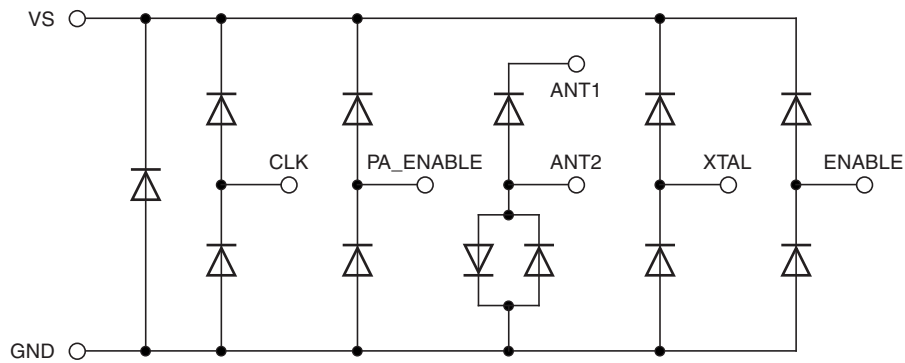 VS
ANT1
CLK
PA_ENABLE
ANT2
XTAL
ENABLE
GND